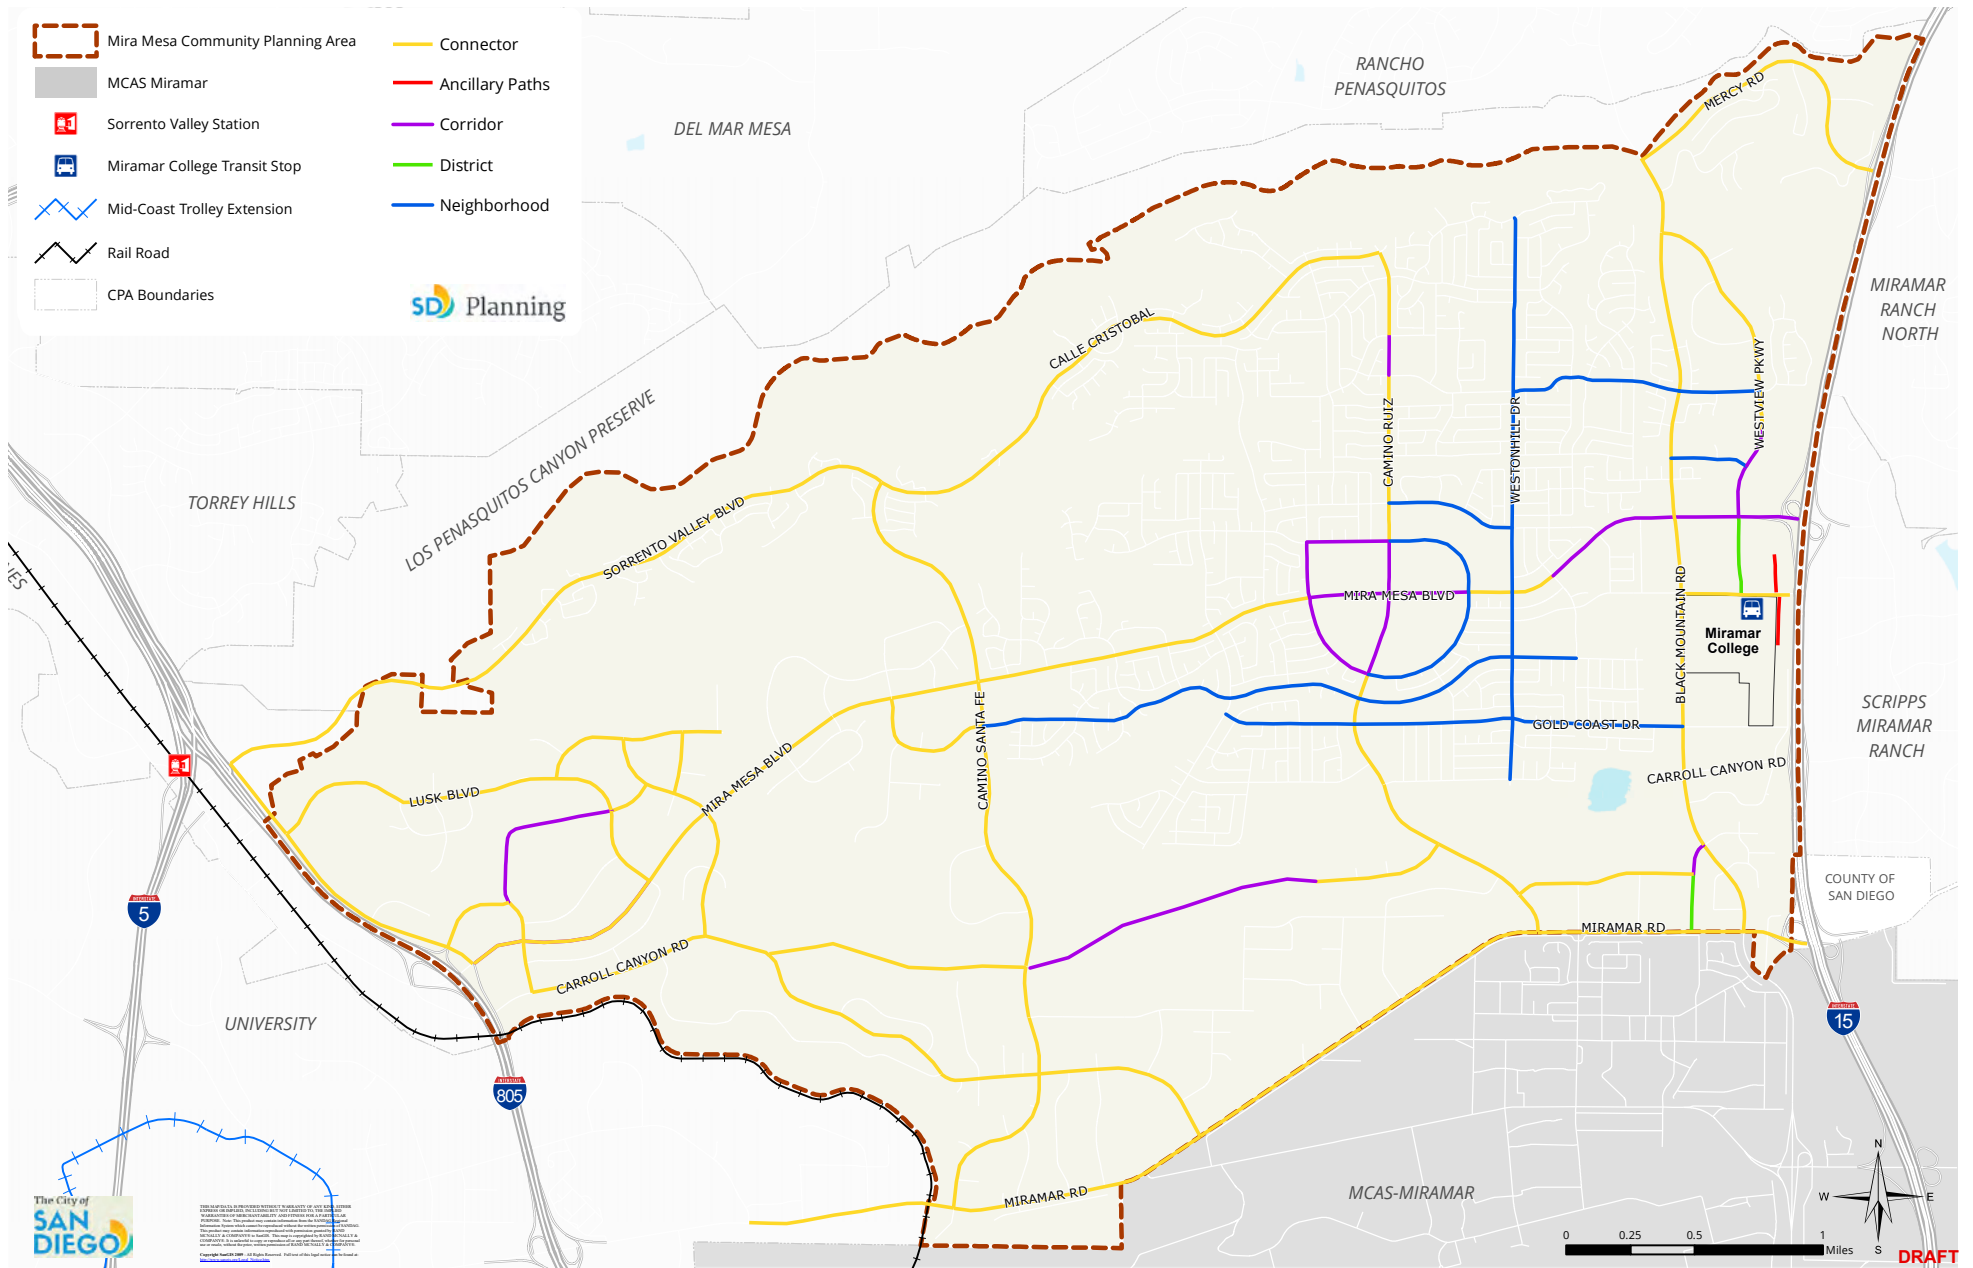 Mira Mesa Community Planning Area
MCAS Miramar
Sorrento Valley Station
Miramar College Transit Stop
Mid-Coast Trolley Extension
Rail Road
CPA Boundaries
Connector
Ancillary Paths
Corridor
District
Neighborhood
SD Planning
RANCHO
PENASQUITOS
DEL MAR MESA
MERCY RD
MIRAMAR
RANCH
NORTH
CALLE CRISTOBAL
WESTVIEW PKWY
CAMINO RUIZ
WESTONHILL DR
LOS PENASQUITOS CANYON PRESERVE
TORREY HILLS
SORRENTO VALLEY BLVD
MIRA MESA BLVD
BLACK MOUNTAIN RD
Miramar
College
SCRIPPS
MIRAMAR
RANCH
CAMINO SANTA FE
GOLD COAST DR
CARROLL CANYON RD
MIRA MESA BLVD
LUSK BLVD
COUNTY OF
SAN DIEGO
INTERSTATE
5
MIRAMAR RD
CARROLL CANYON RD
UNIVERSITY
INTERSTATE
15
INTERSTATE
805
MIRAMAR RD
MCAS-MIRAMAR
N
W E
S
The City of
SAN
DIEGO
0 0.25 0.5 1
Miles
DRAFT